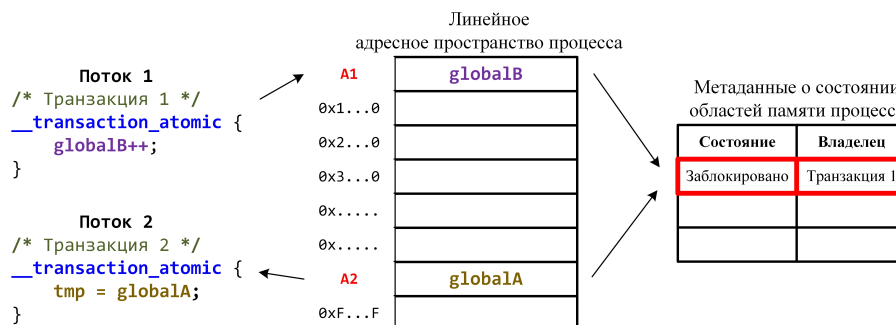 Поток 1
/* Транзакция 1 */
__transaction_atomic {
globalB++;
}
Поток 2
/* Транзакция 2 */
__transaction_atomic {
tmp = globalA;
}
Линейное
адресное пространство процесса
A1 globalB
0x1...0
0x2...0
0x3...0
0x.....
0x.....
A2 globalA
0xF...F
Метаданные о состоянии
областей памяти процесс
Состояние Владелец
Заблокировано Транзакция 1